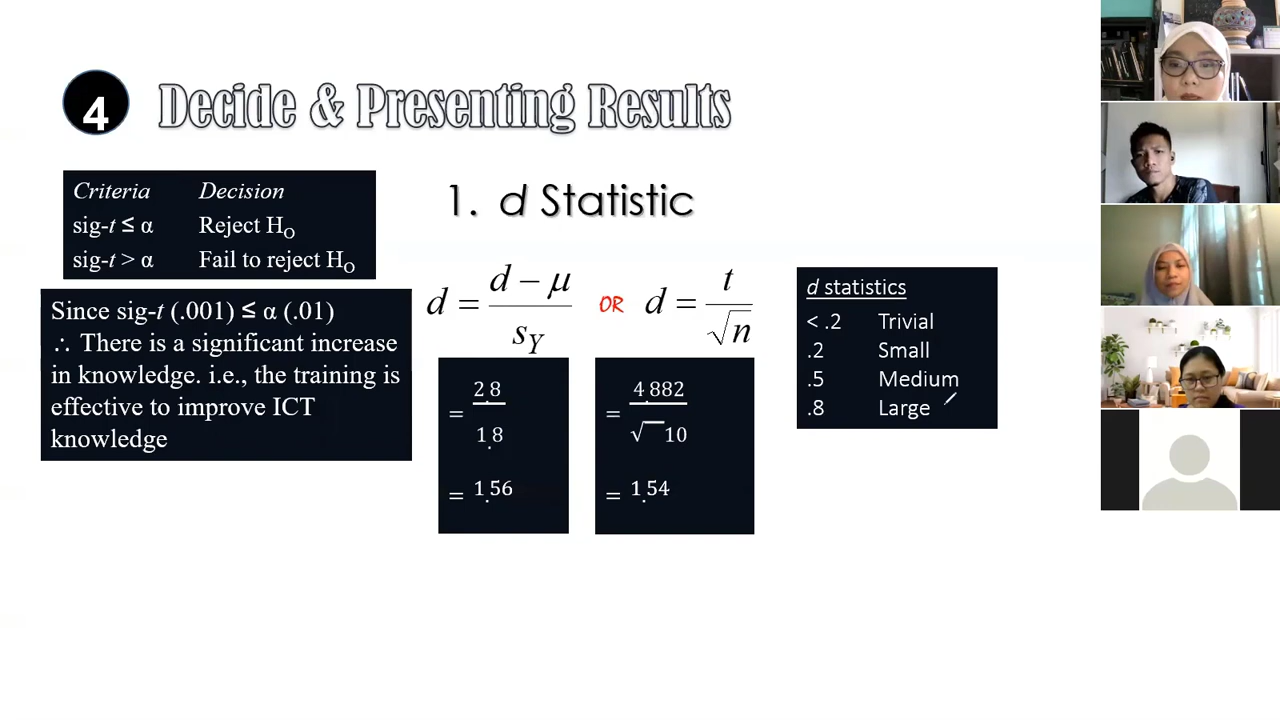 4 Decide & Presenting Results
Criteria Decision
sig-t ≤ α Reject HO
sig-t > α Fail to reject HO
Since sig-t (.001) ≤ α (.01)
∴ There is a significant increase
in knowledge. i.e., the training is
effective to improve ICT
knowledge
1. d Statistic
d = d − μ / sY OR d = t / √n
= 2.8 / 1.8
= 1.56
= 4.882 / √10
= 1.54
d statistics
< .2 Trivial
.2 Small
.5 Medium
.8 Large